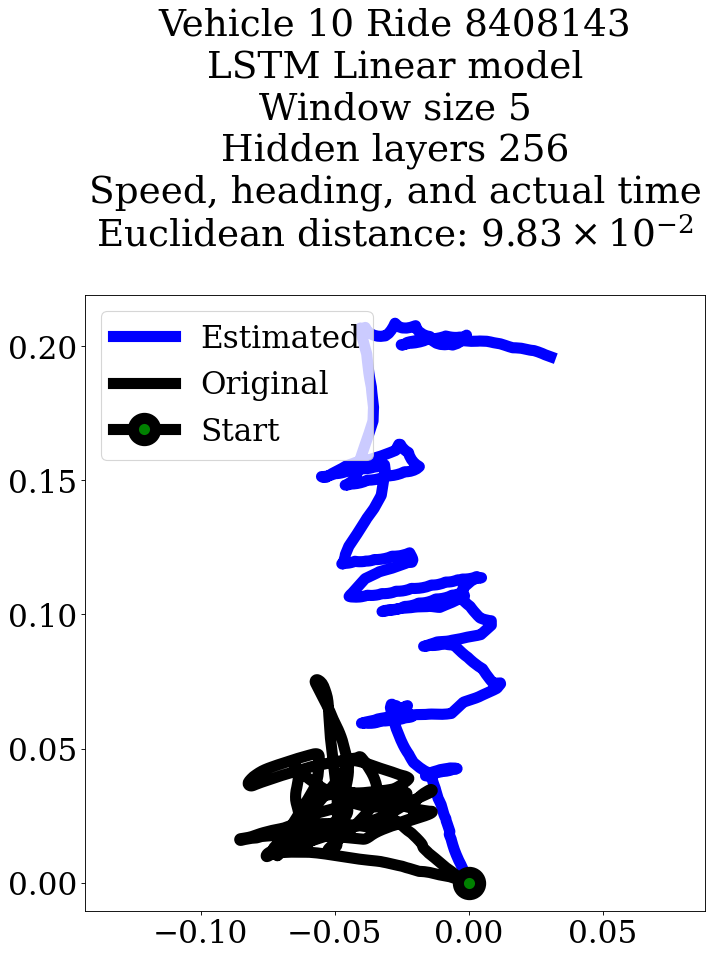 Vehicle 10 Ride 8408143
LSTM Linear model
Window size 5
Hidden layers 256
Speed, heading, and actual time
Euclidean distance: 9.83 × 10⁻²
Estimated
Original
Start
0.20
0.15
0.10
0.05
0.00
−0.10 −0.05 0.00 0.05